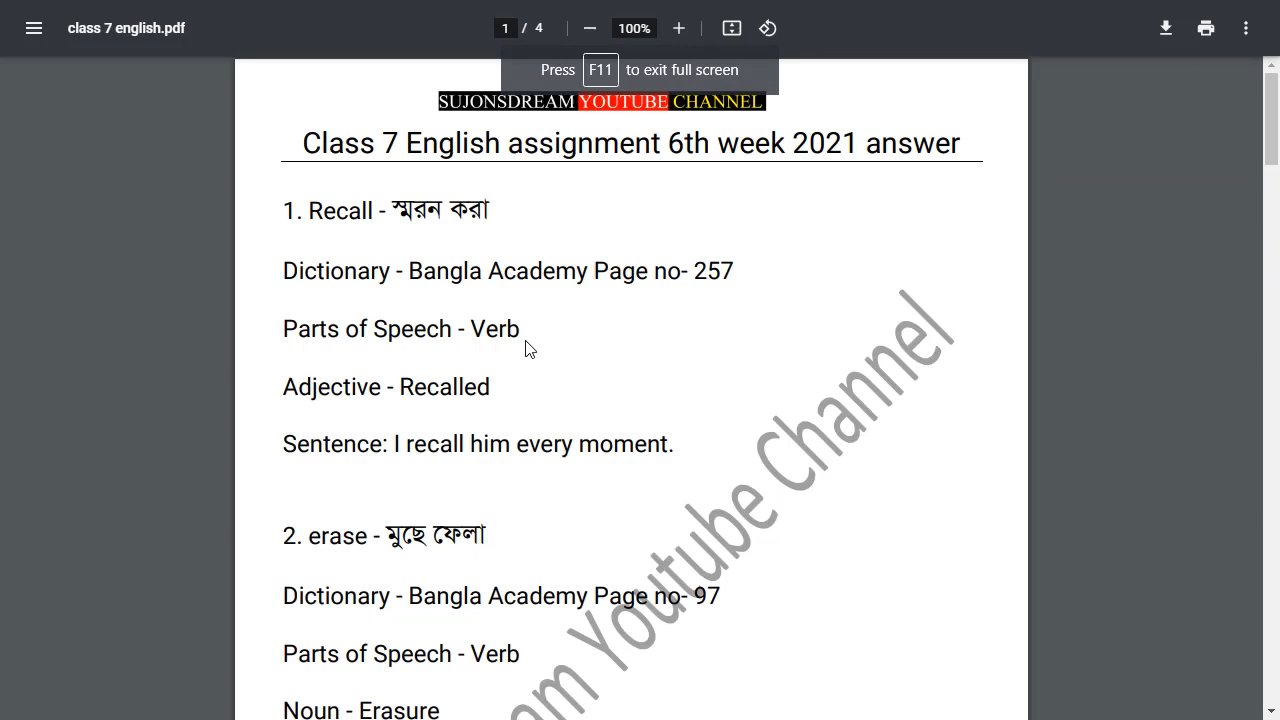 class 7 english.pdf
1 / 4
100%
Press F11 to exit full screen
SUJONSDREAM YOUTUBE CHANNEL
Class 7 English assignment 6th week 2021 answer
1. Recall - স্মরন করা
Dictionary - Bangla Academy Page no- 257
Parts of Speech - Verb
Adjective - Recalled
Sentence: I recall him every moment.
2. erase - মুছে ফেলা
Dictionary - Bangla Academy Page no- 97
Parts of Speech - Verb
Noun - Erasure
am Youtube Channel